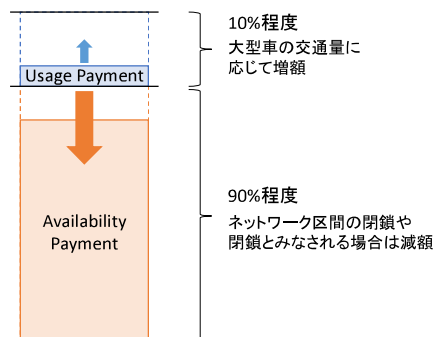 10%程度
大型車の交通量に
応じて増額
Usage Payment
90%程度
ネットワーク区間の閉鎖や
閉鎖とみなされる場合は減額
Availability
Payment